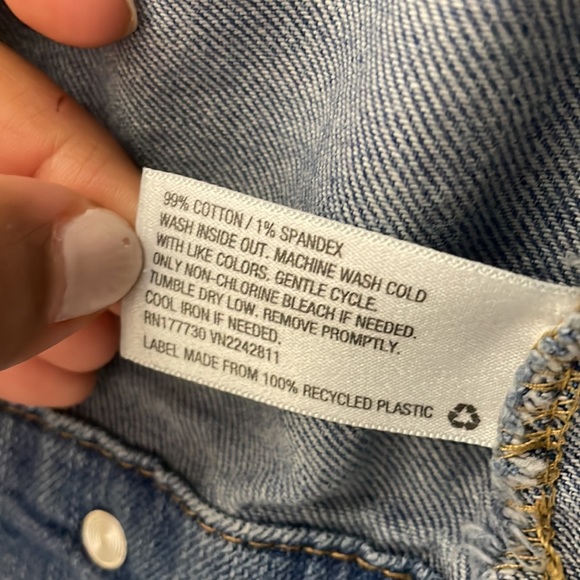 99% COTTON / 1% SPANDEX
WASH INSIDE OUT. MACHINE WASH COLD
WITH LIKE COLORS. GENTLE CYCLE.
ONLY NON-CHLORINE BLEACH IF NEEDED.
TUMBLE DRY LOW. REMOVE PROMPTLY.
COOL IRON IF NEEDED.
RN177730 VN2242811
LABEL MADE FROM 100% RECYCLED PLASTIC